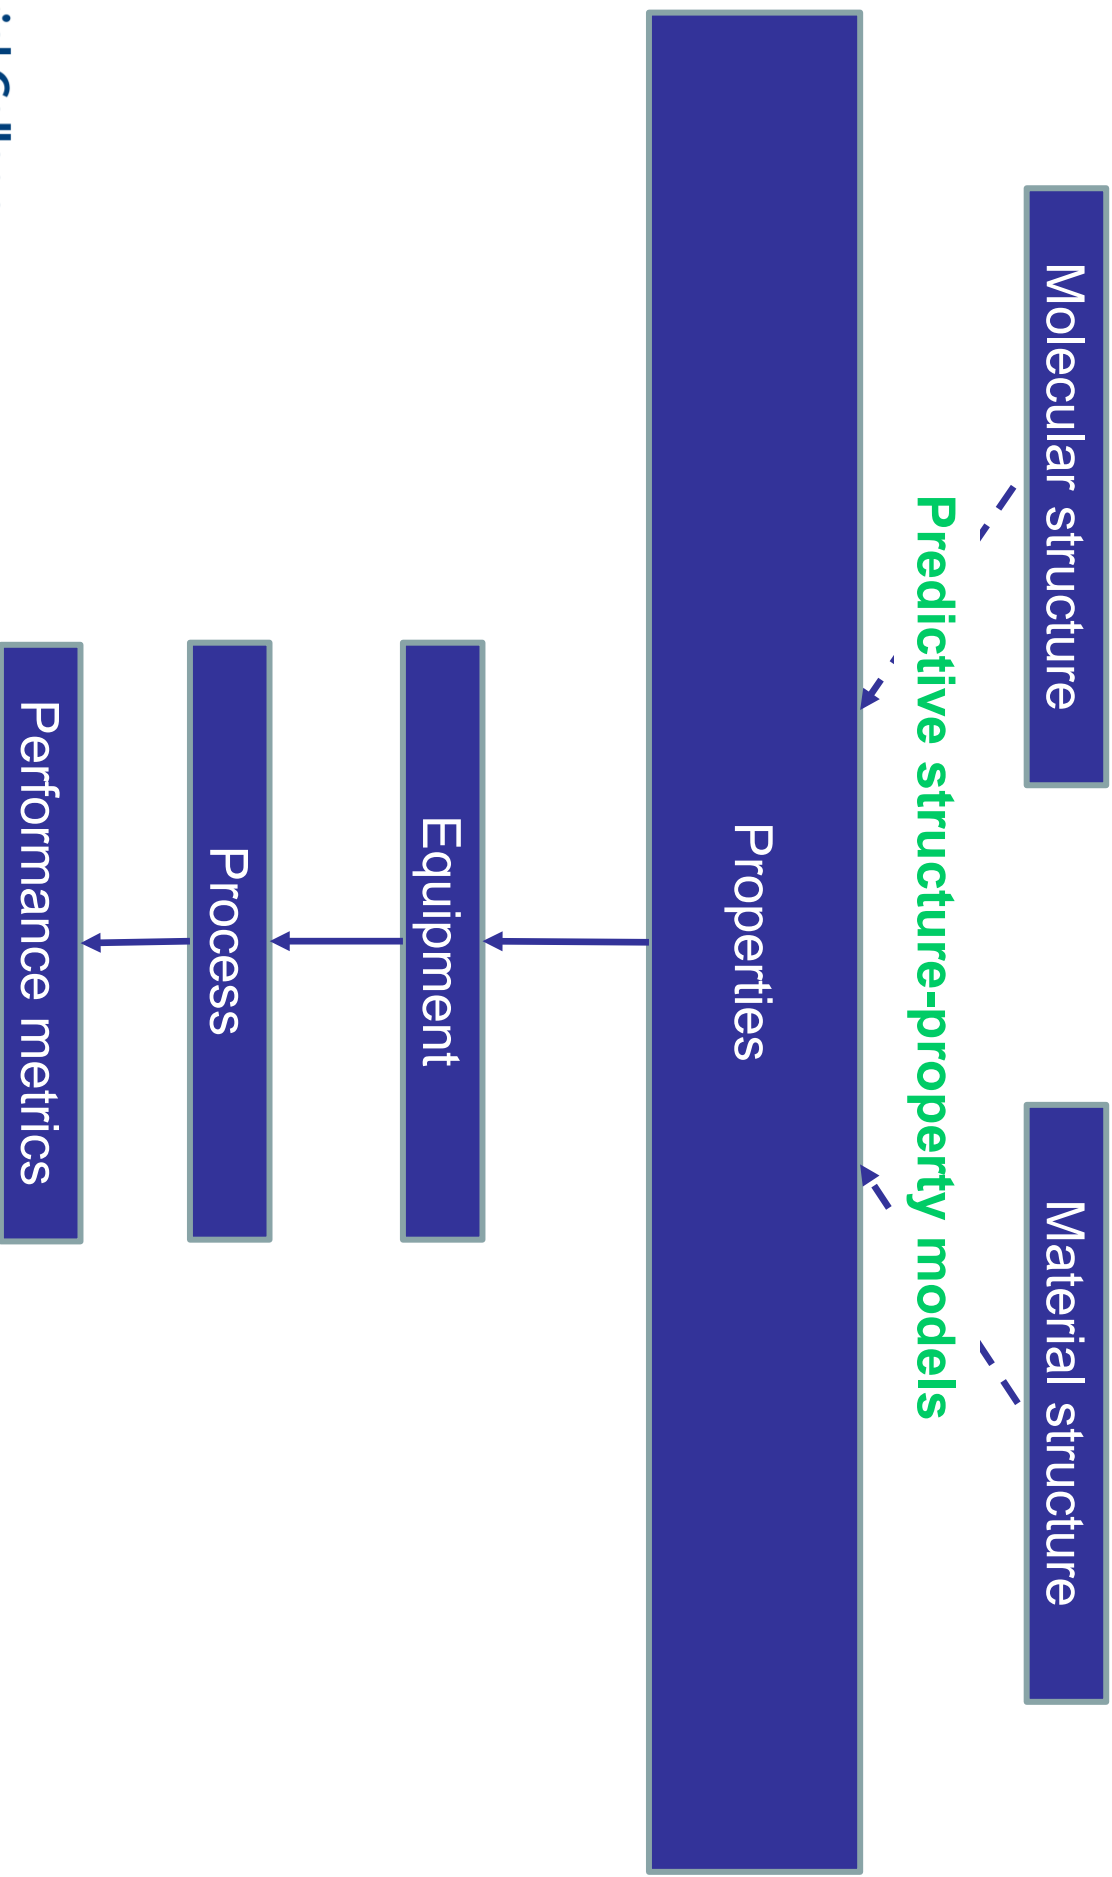 Molecular structure
Material structure
Predictive structure-property models
Properties
Equipment
Process
Performance metrics